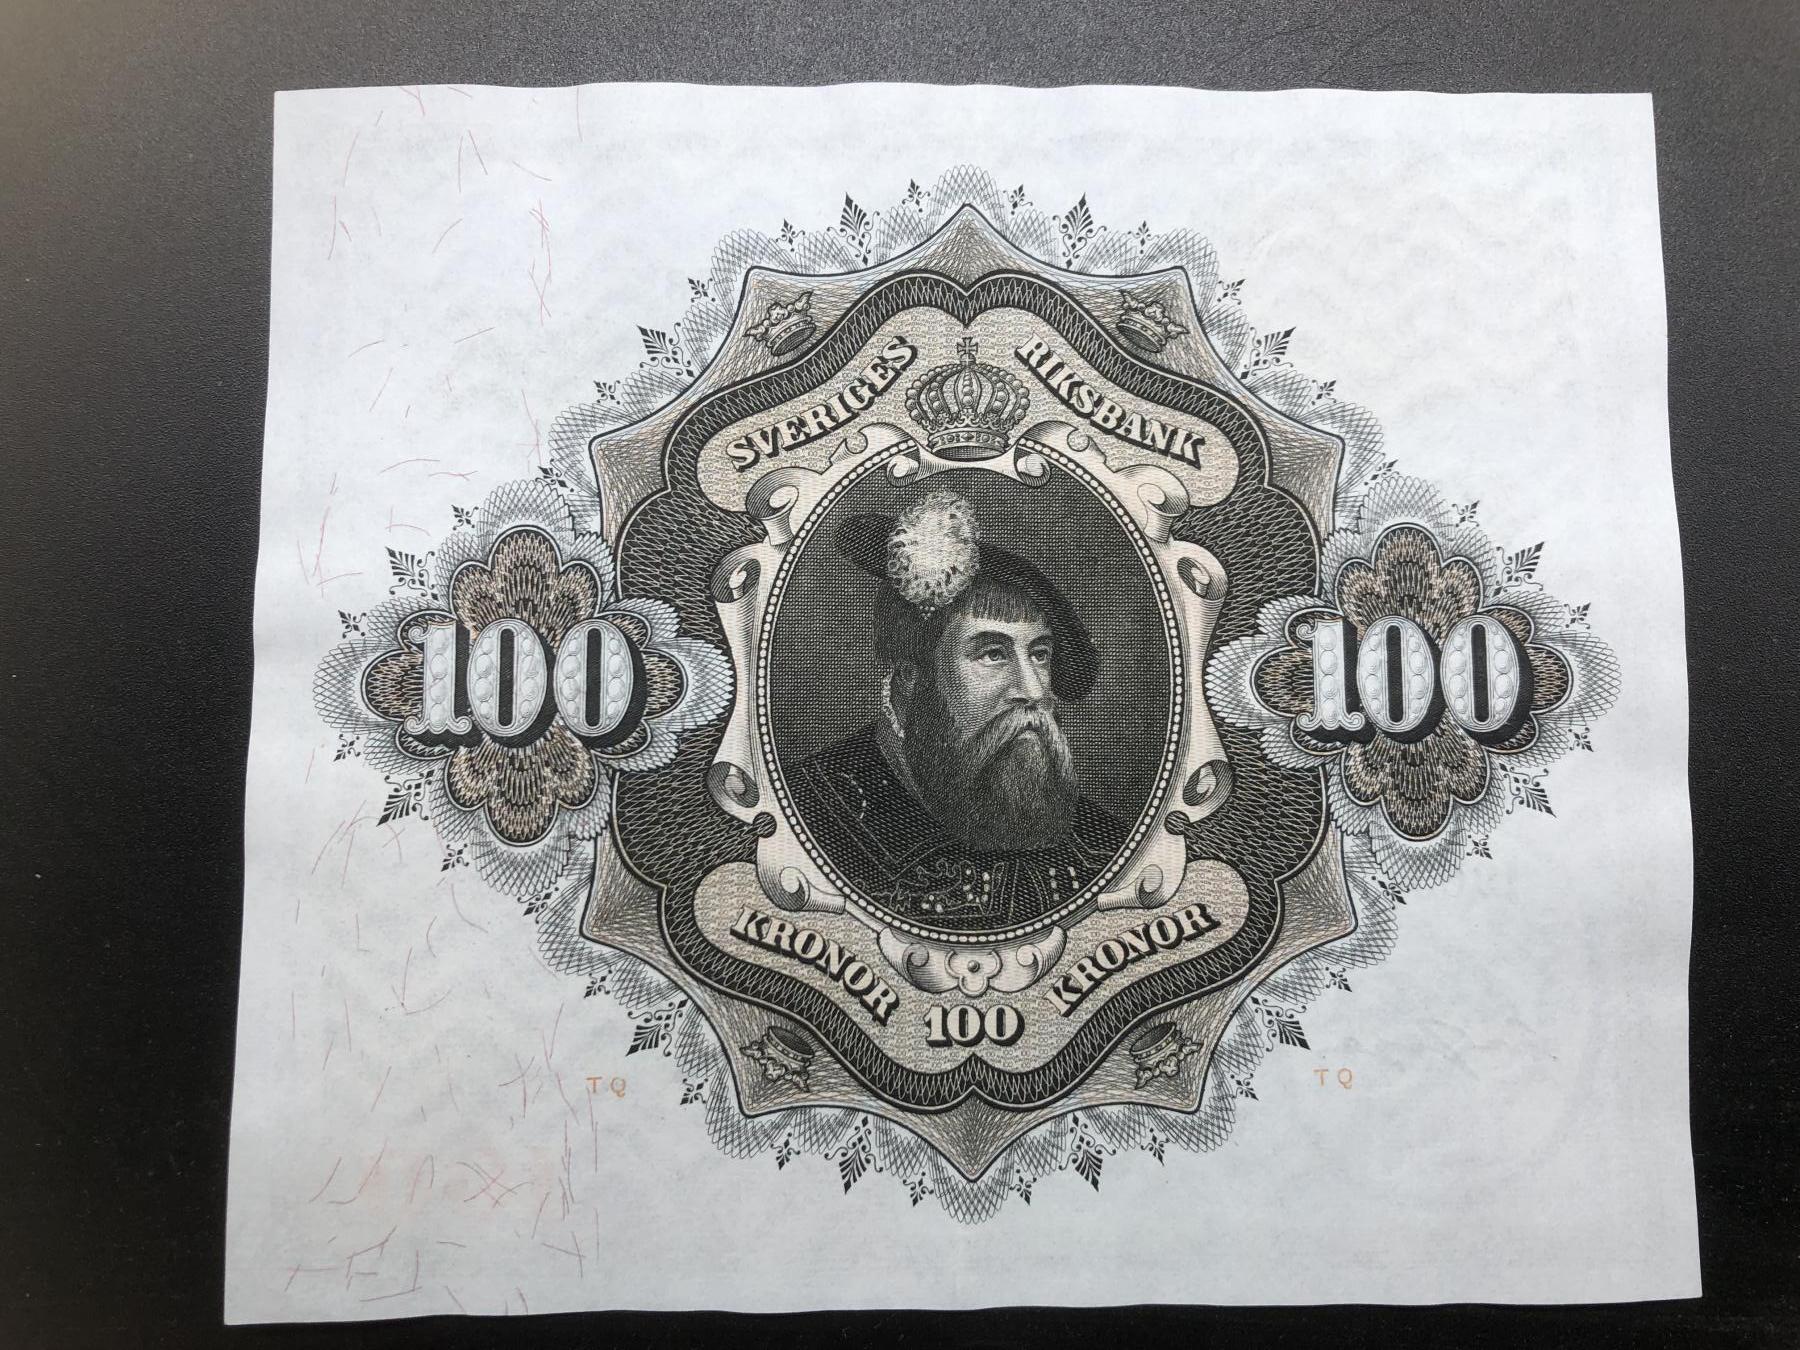 SVERIGES RIKSBANK
100 100
KRONOR 100 KRONOR
TQ TQ